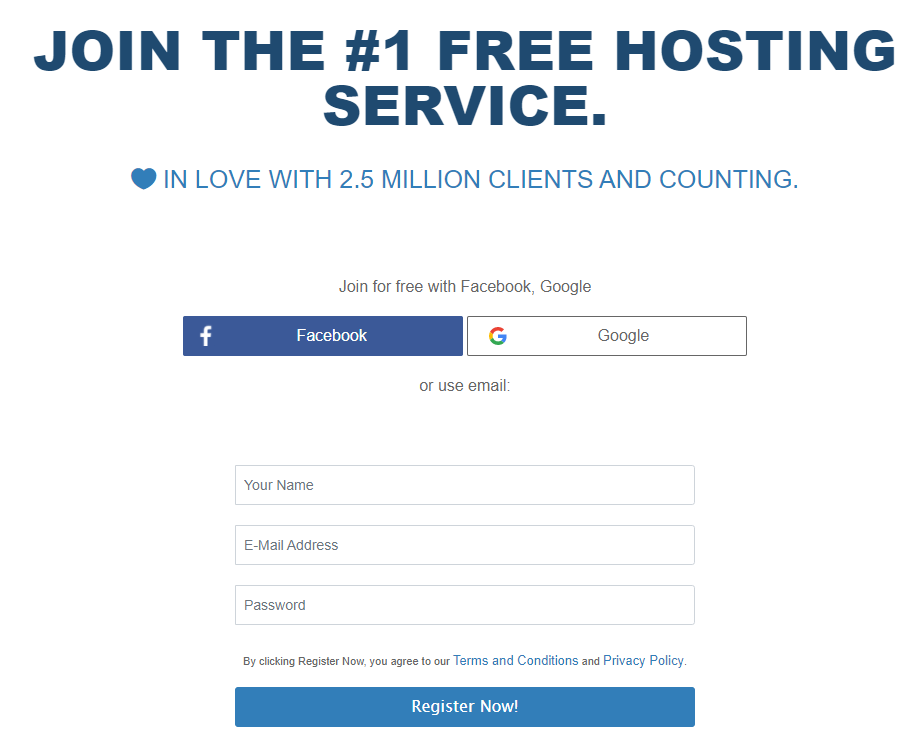 JOIN THE #1 FREE HOSTING
SERVICE.
IN LOVE WITH 2.5 MILLION CLIENTS AND COUNTING.
Join for free with Facebook, Google
Facebook
Google
or use email:
Your Name
E-Mail Address
Password
By clicking Register Now, you agree to our Terms and Conditions and Privacy Policy.
Register Now!